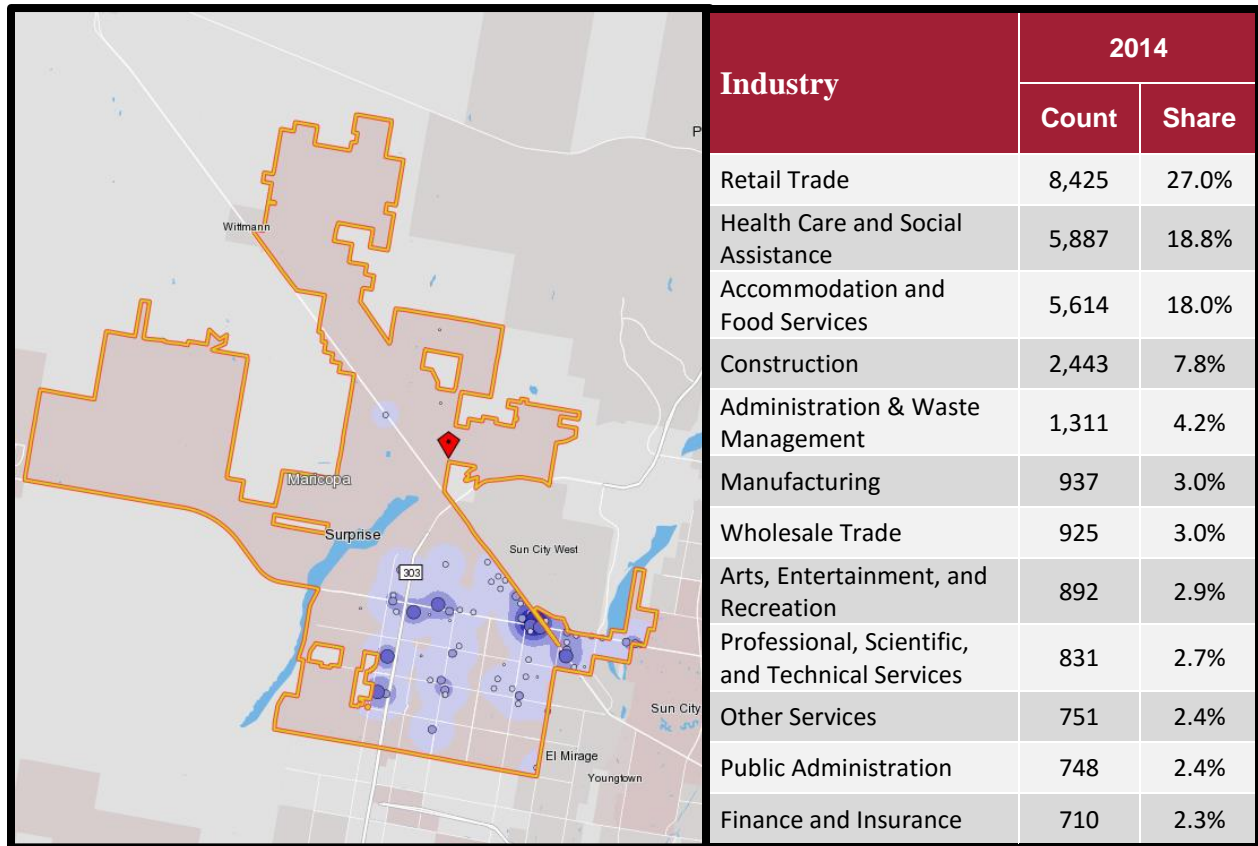 P
Wittmann
Maricopa
Surprise
Sun City West
303
Sun City
El Mirage
Youngtown
Industry
2014
Count Share
Retail Trade 8,425 27.0%
Health Care and Social
Assistance 5,887 18.8%
Accommodation and
Food Services 5,614 18.0%
Construction 2,443 7.8%
Administration & Waste
Management 1,311 4.2%
Manufacturing 937 3.0%
Wholesale Trade 925 3.0%
Arts, Entertainment, and
Recreation 892 2.9%
Professional, Scientific,
and Technical Services 831 2.7%
Other Services 751 2.4%
Public Administration 748 2.4%
Finance and Insurance 710 2.3%